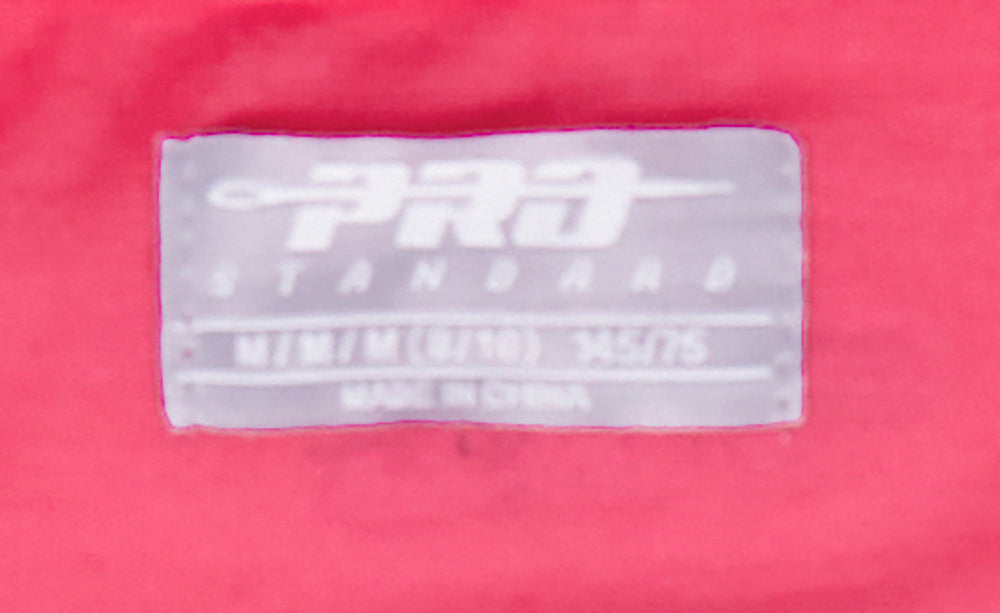 PRO
STANDARD
M/M/M (8/10) 145/75
MADE IN CHINA